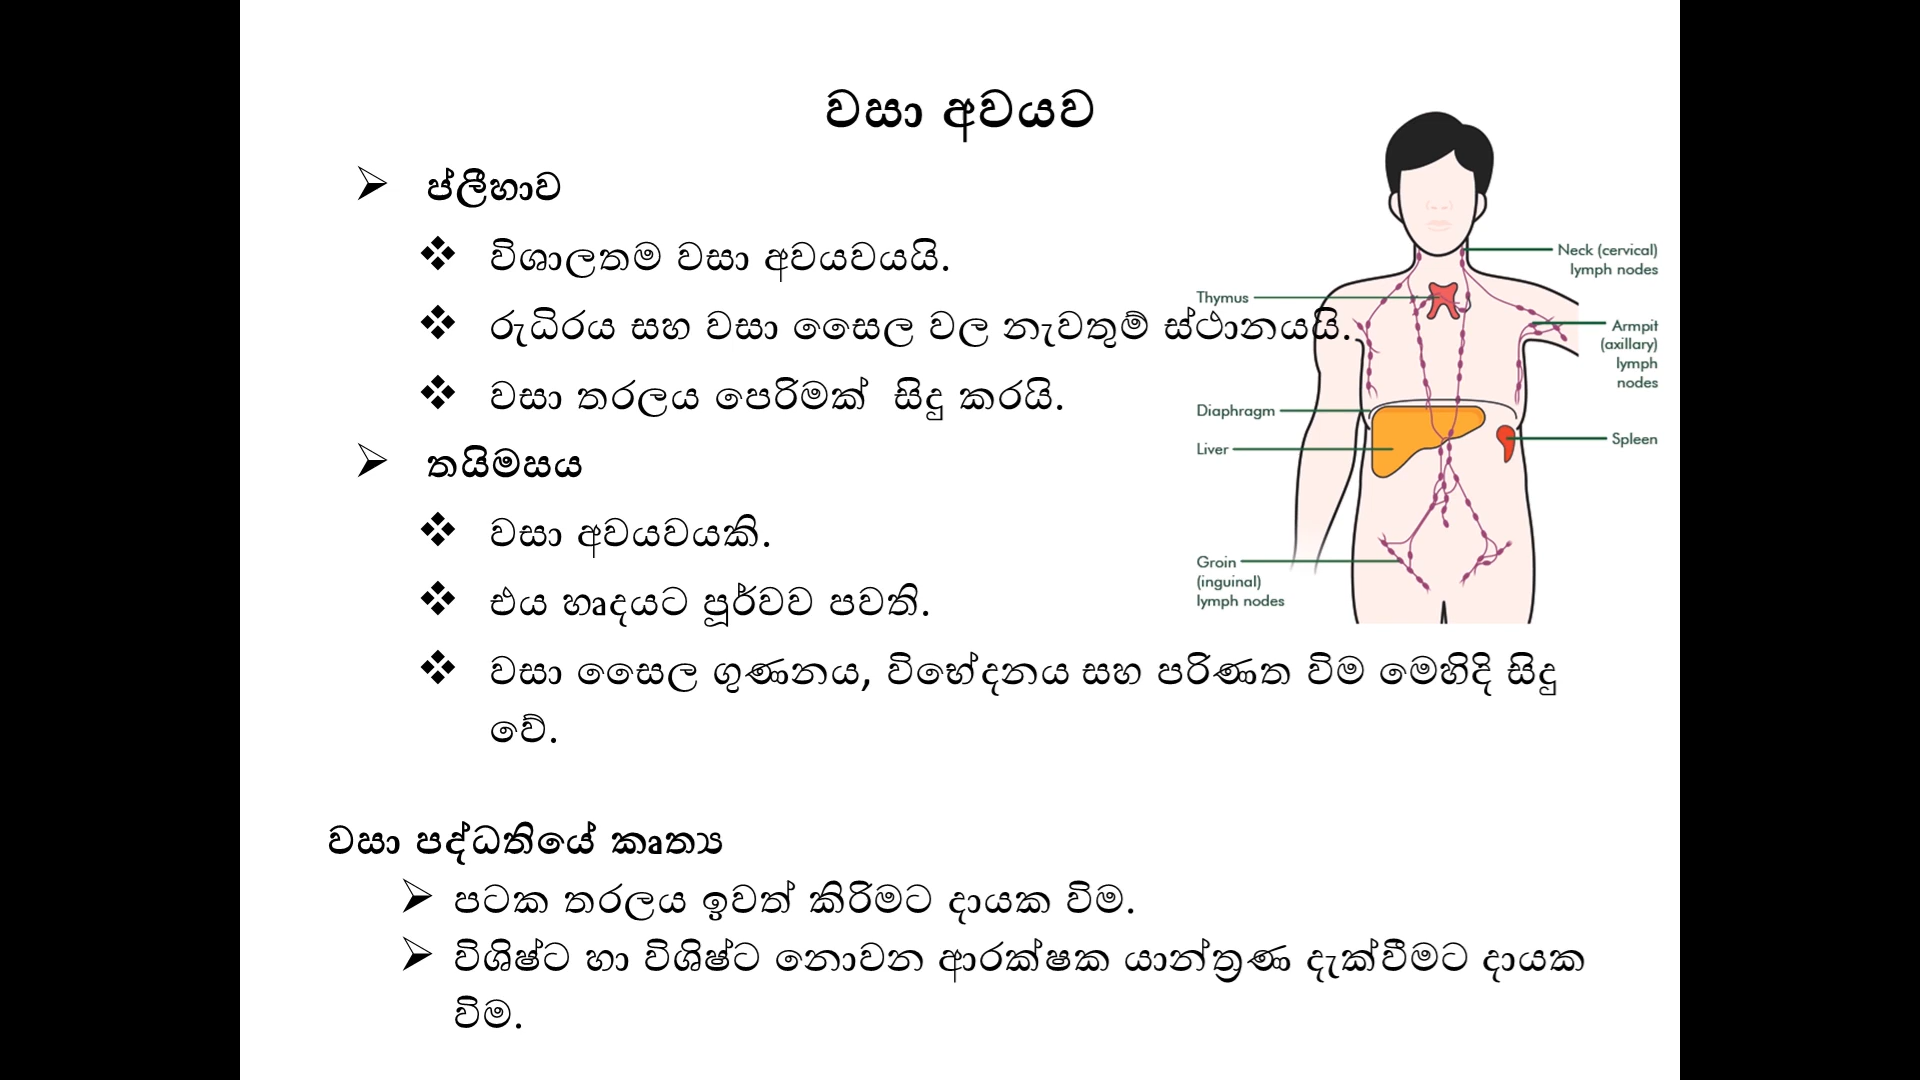 වසා අවයව
➢ ප්ලීහාව
❖ විශාලතම වසා අවයවයයි.
❖ රුධිරය සහ වසා සෛල වල නැවතුම් ස්ථානයයි.
❖ වසා තරලය පෙරිමක් සිදු කරයි.
➢ තයිමසය
❖ වසා අවයවයකි.
❖ එය හෘදයට පූර්වව පවතී.
❖ වසා සෛල ගුණනය, විභේදනය සහ පරිණත විම මෙහිදි සිදු
වේ.
Neck (cervical)
lymph nodes
Thymus
Armpit
(axillary)
lymph
nodes
Diaphragm
Liver
Spleen
Groin
(inguinal)
lymph nodes
වසා පද්ධතියේ කෘත්‍ය
➢ පටක තරලය ඉවත් කිරිමට දායක විම.
➢ විශිෂ්ට හා විශිෂ්ට නොවන ආරක්ෂක යාන්ත්‍රණ දැක්වීමට දායක
විම.